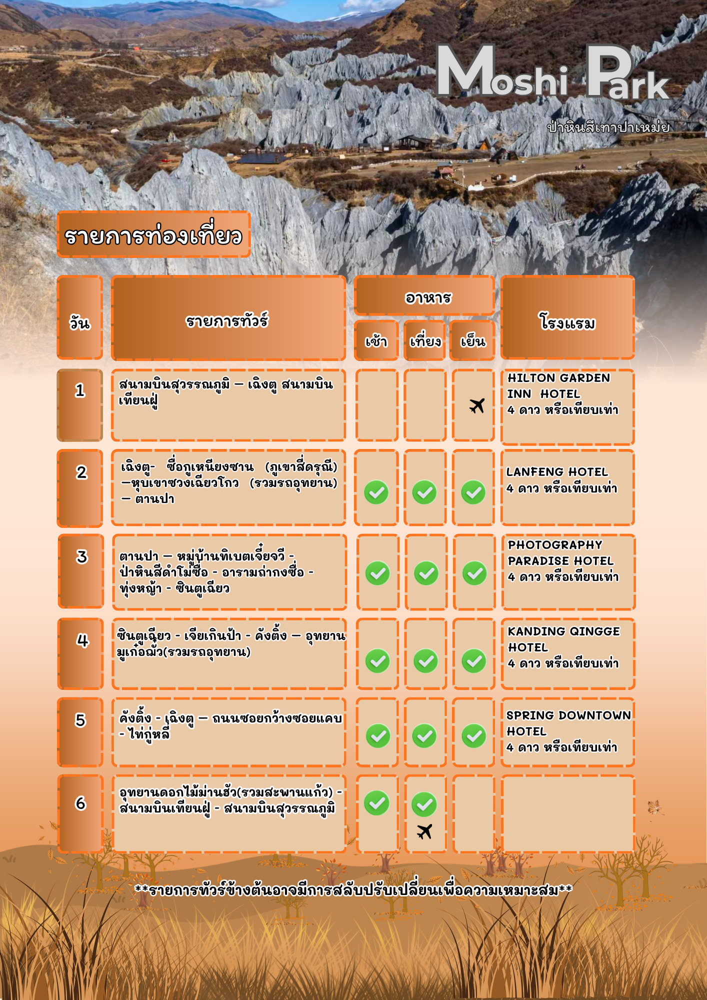 Moshi Park
ป่าหินสีเทาปาเหม่ย
รายการท่องเที่ยว
วัน
รายการทัวร์
อาหาร
เช้า
เที่ยง
เย็น
โรงแรม
1
สนามบินสุวรรณภูมิ – เฉิงตู สนามบิน
เทียนฝู่
HILTON GARDEN
INN HOTEL
4 ดาว หรือเทียบเท่า
2
เฉิงตู- ซื่อกูเหนียงซาน (ภูเขาสี่ดรุณี)
–หุบเขาซวงเฉียวโกว (รวมรถอุทยาน)
– ตานปา
LANFENG HOTEL
4 ดาว หรือเทียบเท่า
3
ตานปา – หมู่บ้านทิเบตเจี๋ยจวี -
ป่าหินสีดำโม่ซื่อ - อารามถ่ากงซื่อ -
ทุ่งหญ้า - ซินตูเฉียว
PHOTOGRAPHY
PARADISE HOTEL
4 ดาว หรือเทียบเท่า
4
ซินตูเฉียว - เจียเกินป้า - คังติ้ง – อุทยาน
มูเก๋อฌั๋ว(รวมรถอุทยาน)
KANDING QINGGE
HOTEL
4 ดาว หรือเทียบเท่า
5
คังติ้ง - เฉิงตู – ถนนซอยกว้างซอยแคบ
- ไท่กู่หลี่
SPRING DOWNTOWN
HOTEL
4 ดาว หรือเทียบเท่า
6
อุทยานดอกไม้ม่านฮัว(รวมสะพานแก้ว) -
สนามบินเทียนฝู่ - สนามบินสุวรรณภูมิ
**รายการทัวร์ข้างต้นอาจมีการสลับปรับเปลี่ยนเพื่อความเหมาะสม**